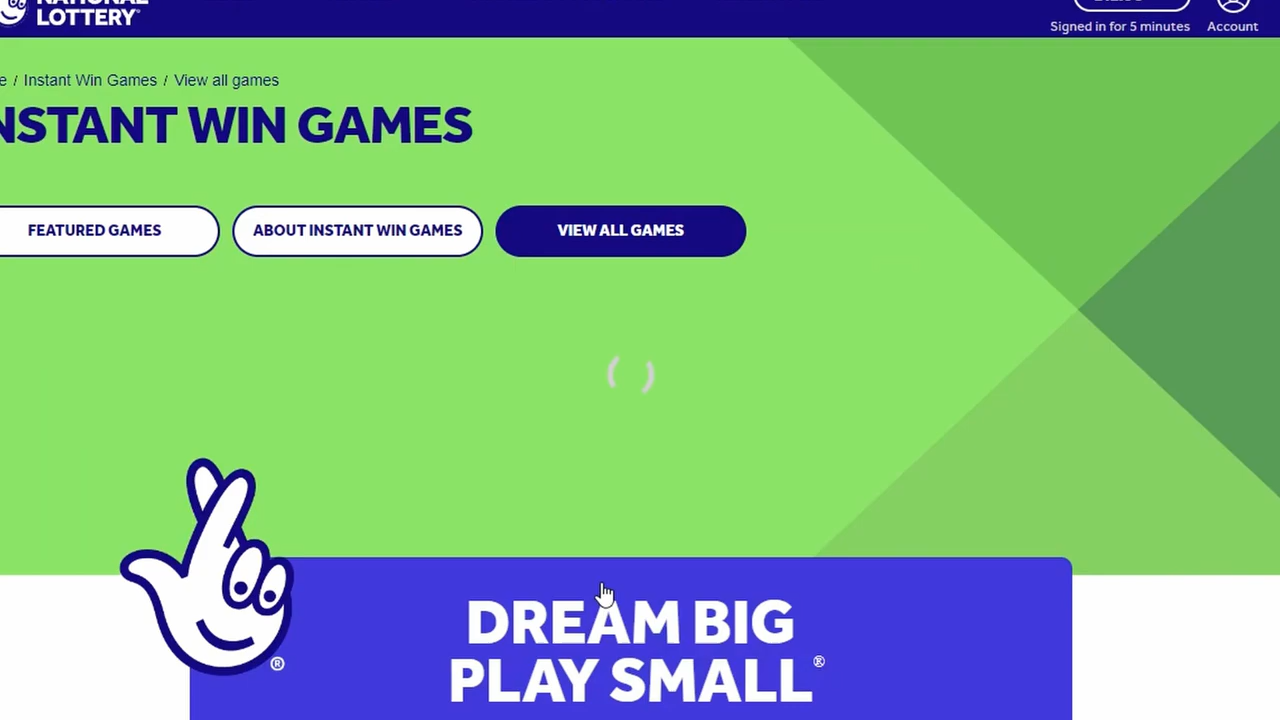 LOTTERY
Signed in for 5 minutes
Account
/ Instant Win Games / View all games
INSTANT WIN GAMES
FEATURED GAMES
ABOUT INSTANT WIN GAMES
VIEW ALL GAMES
DREAM BIG
PLAY SMALL®
®